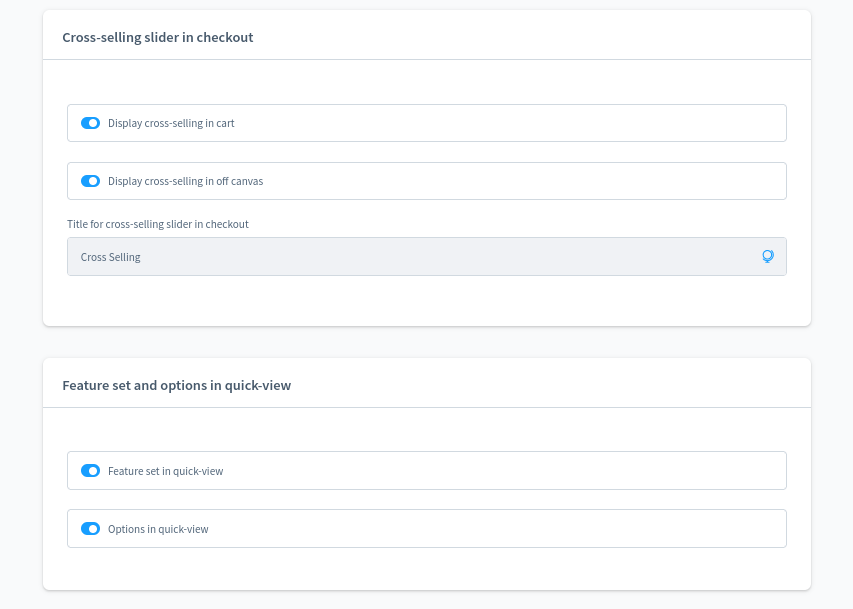 Cross-selling slider in checkout
Display cross-selling in cart
Display cross-selling in off canvas
Title for cross-selling slider in checkout
Cross Selling
Feature set and options in quick-view
Feature set in quick-view
Options in quick-view